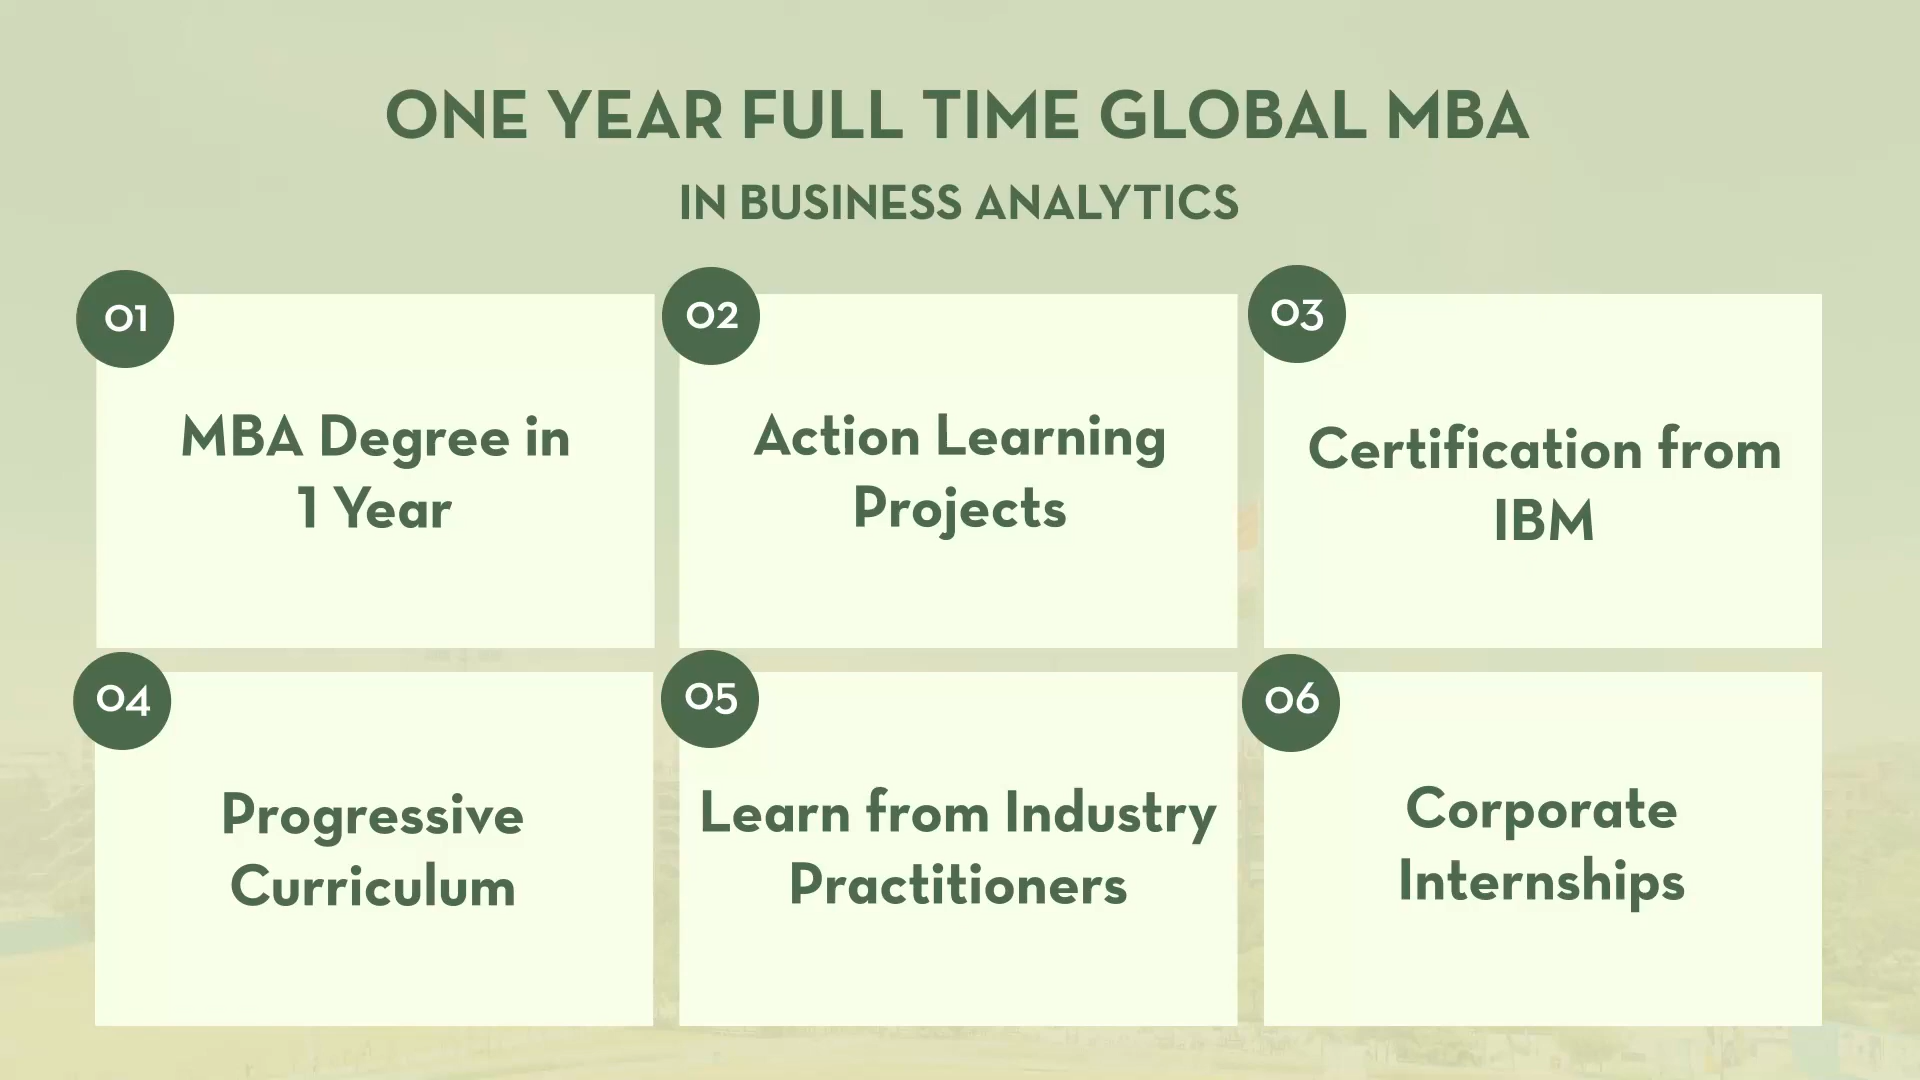 ONE YEAR FULL TIME GLOBAL MBA
IN BUSINESS ANALYTICS
01
MBA Degree in
1 Year
02
Action Learning
Projects
03
Certification from
IBM
04
Progressive
Curriculum
05
Learn from Industry
Practitioners
06
Corporate
Internships